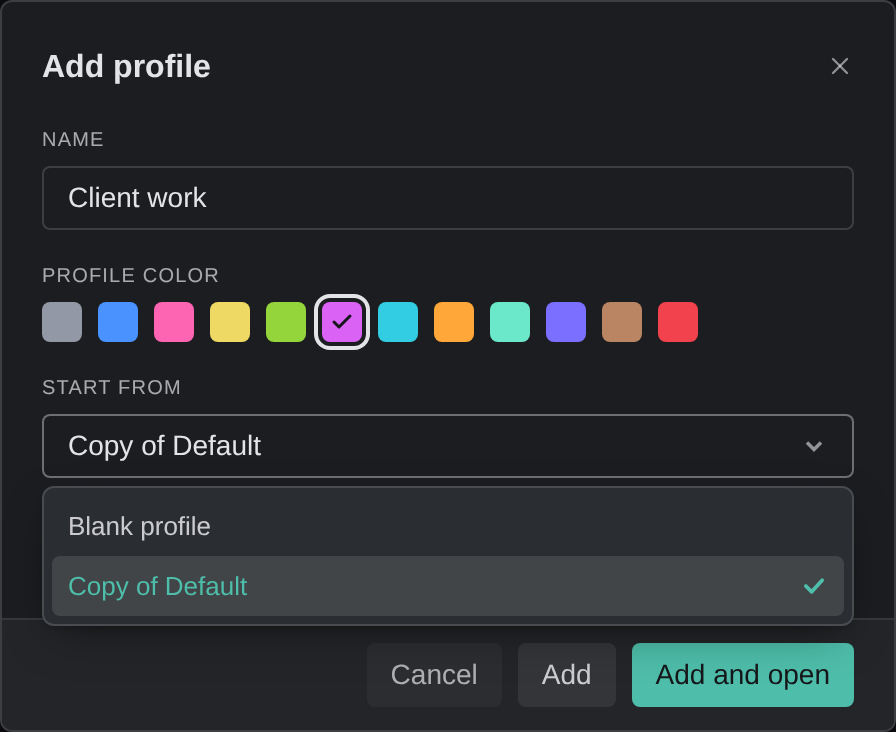 Add profile
NAME
Client work
PROFILE COLOR
START FROM
Copy of Default
Blank profile
Copy of Default
Cancel
Add
Add and open